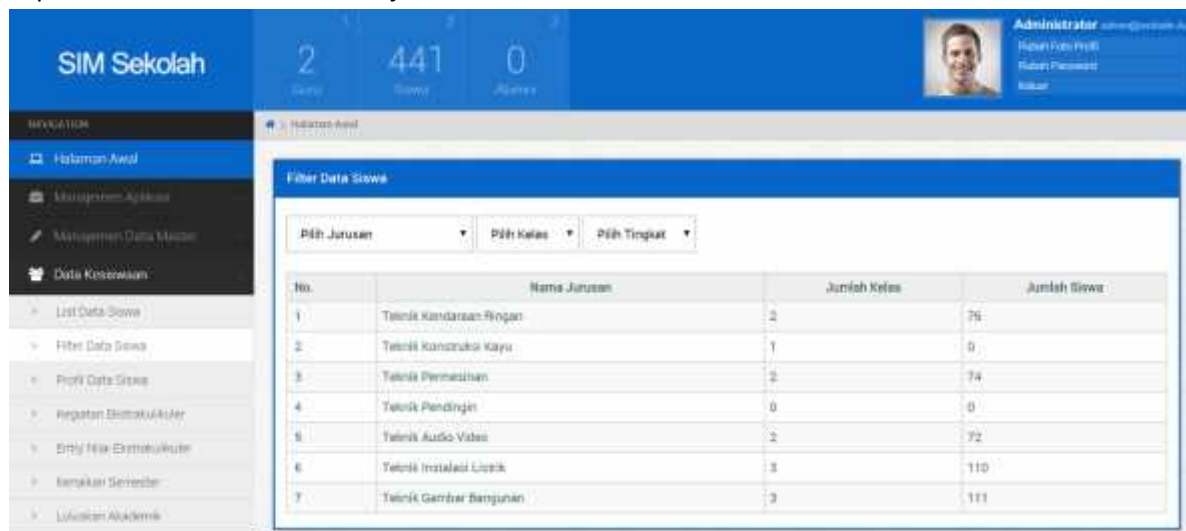 SIM Sekolah
2
441
0
Guru
Siswa
Alumni
Administrator
Rubah Foto Profil
Rubah Password
Keluar
NAVIGATION
Halaman Awal
Halaman Awal
Manajemen Aplikasi
Manajemen Data Master
Data Kesiswaan
List Data Siswa
Filter Data Siswa
Profil Data Siswa
Kegiatan Ekstrakulikuler
Entry Nilai Ekstrakulikuler
Kenaikan Semester
Luluskan Akademik
Filter Data Siswa
Pilih Jurusan Pilih Kelas Pilih Tingkat
No. Nama Jurusan Jumlah Kelas Jumlah Siswa
1 Teknik Kendaraan Ringan 2 76
2 Teknik Konstruksi Kayu 1 0
3 Teknik Permesinan 2 74
4 Teknik Pendingin 0 0
5 Teknik Audio Video 2 72
6 Teknik Instalasi Listrik 3 110
7 Teknik Gambar Bangunan 3 111